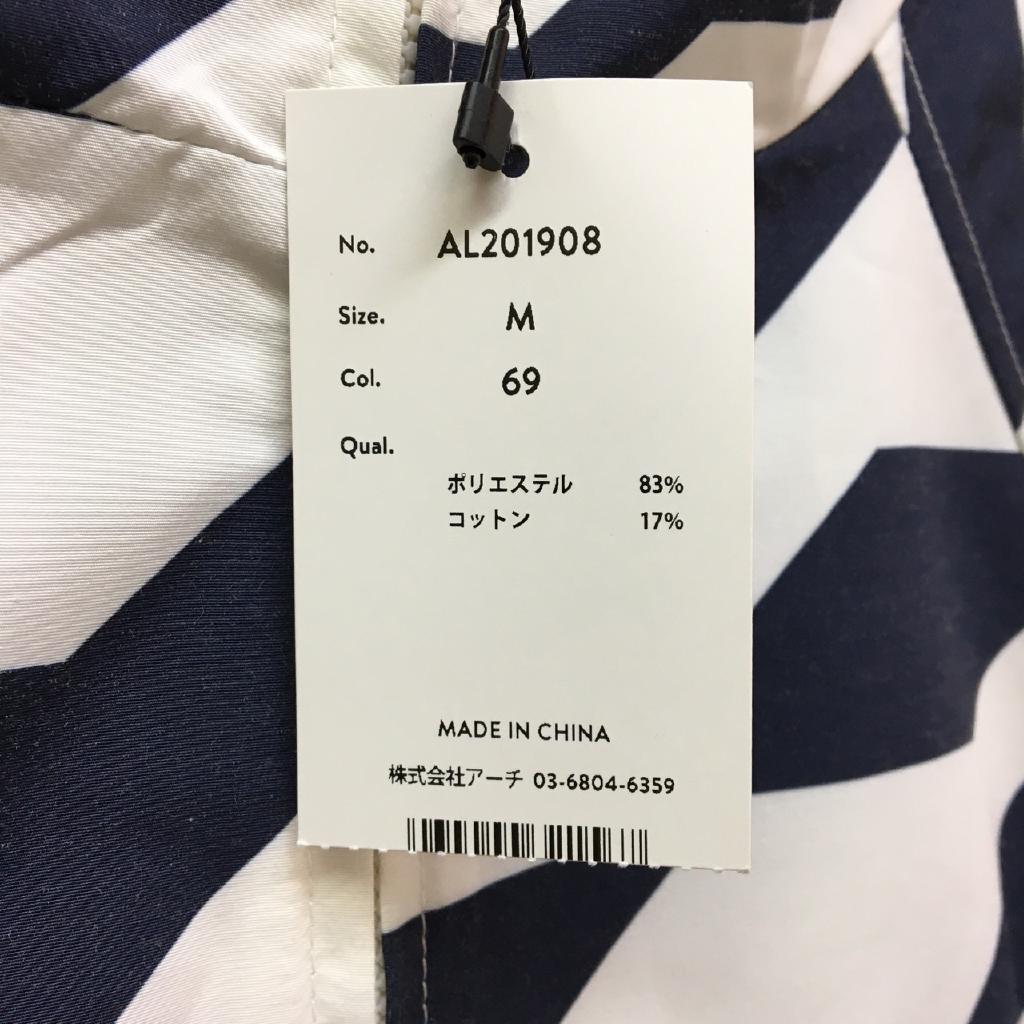 No. AL201908
Size. M
Col. 69
Qual.
ポリエステル 83%
コットン 17%
MADE IN CHINA
株式会社アーチ 03-6804-6359